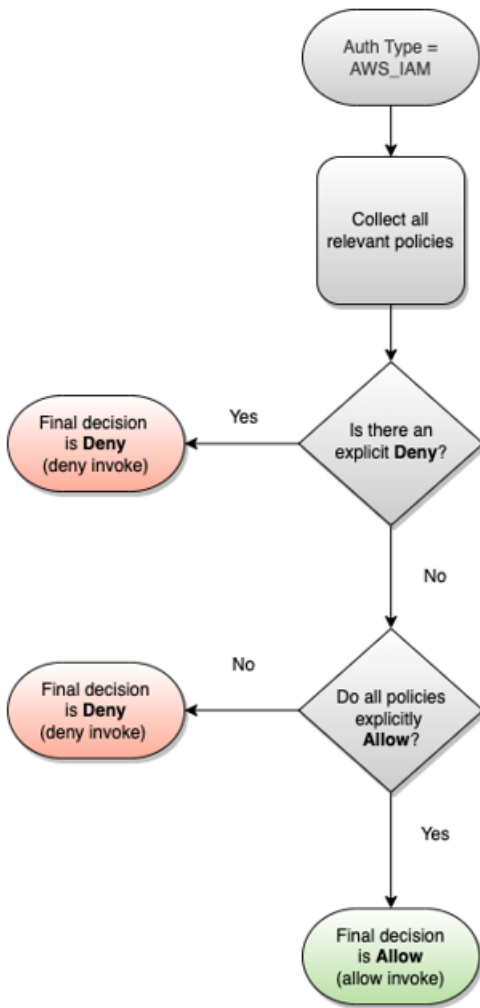 Auth Type =
AWS_IAM
Collect all
relevant policies
Is there an
explicit Deny?
Yes
Final decision
is Deny
(deny invoke)
No
Do all policies
explicitly
Allow?
No
Final decision
is Deny
(deny invoke)
Yes
Final decision
is Allow
(allow invoke)